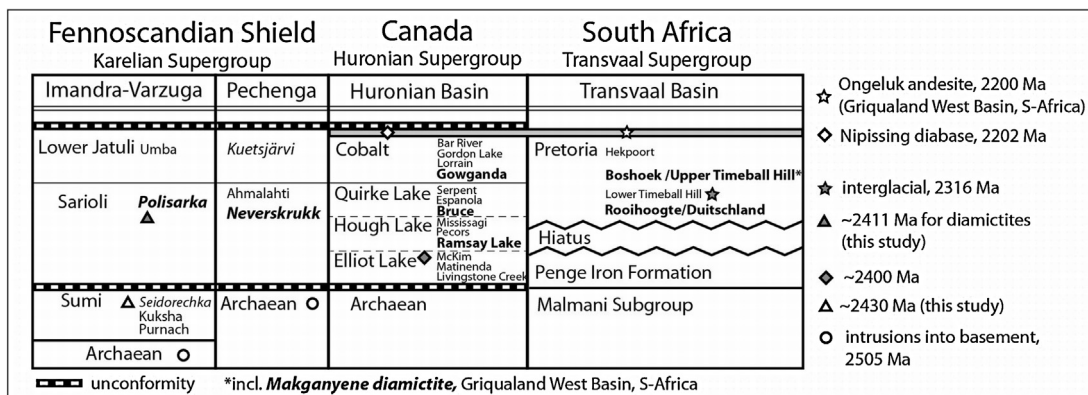 Fennoscandian Shield
Karelian Supergroup
Canada
Huronian Supergroup
South Africa
Transvaal Supergroup
Imandra-Varzuga
Pechenga
Huronian Basin
Transvaal Basin
Lower Jatuli Umba
Kuetsjärvi
Cobalt
Bar River
Gordon Lake
Lorrain
Gowganda
Pretoria Hekpoort
Boshoek /Upper Timeball Hill*
Lower Timeball Hill
Rooihoogte/Duitschland
Sarioli
Polisarka
Ahmalahti
Neverskrukk
Quirke Lake
Serpent
Espanola
Bruce
Hough Lake
Mississagi
Pecors
Ramsay Lake
Hiatus
Elliot Lake
McKim
Matinenda
Livingstone Creek
Penge Iron Formation
Sumi
Seidorechka
Kuksha
Purnach
Archaean
Archaean
Malmani Subgroup
Archaean
unconformity
*incl. Makganyene diamictite, Griqualand West Basin, S-Africa
Ongeluk andesite, 2200 Ma
(Griqualand West Basin, S-Africa)
Nipissing diabase, 2202 Ma
interglacial, 2316 Ma
~2411 Ma for diamictites
(this study)
~2400 Ma
~2430 Ma (this study)
intrusions into basement,
2505 Ma